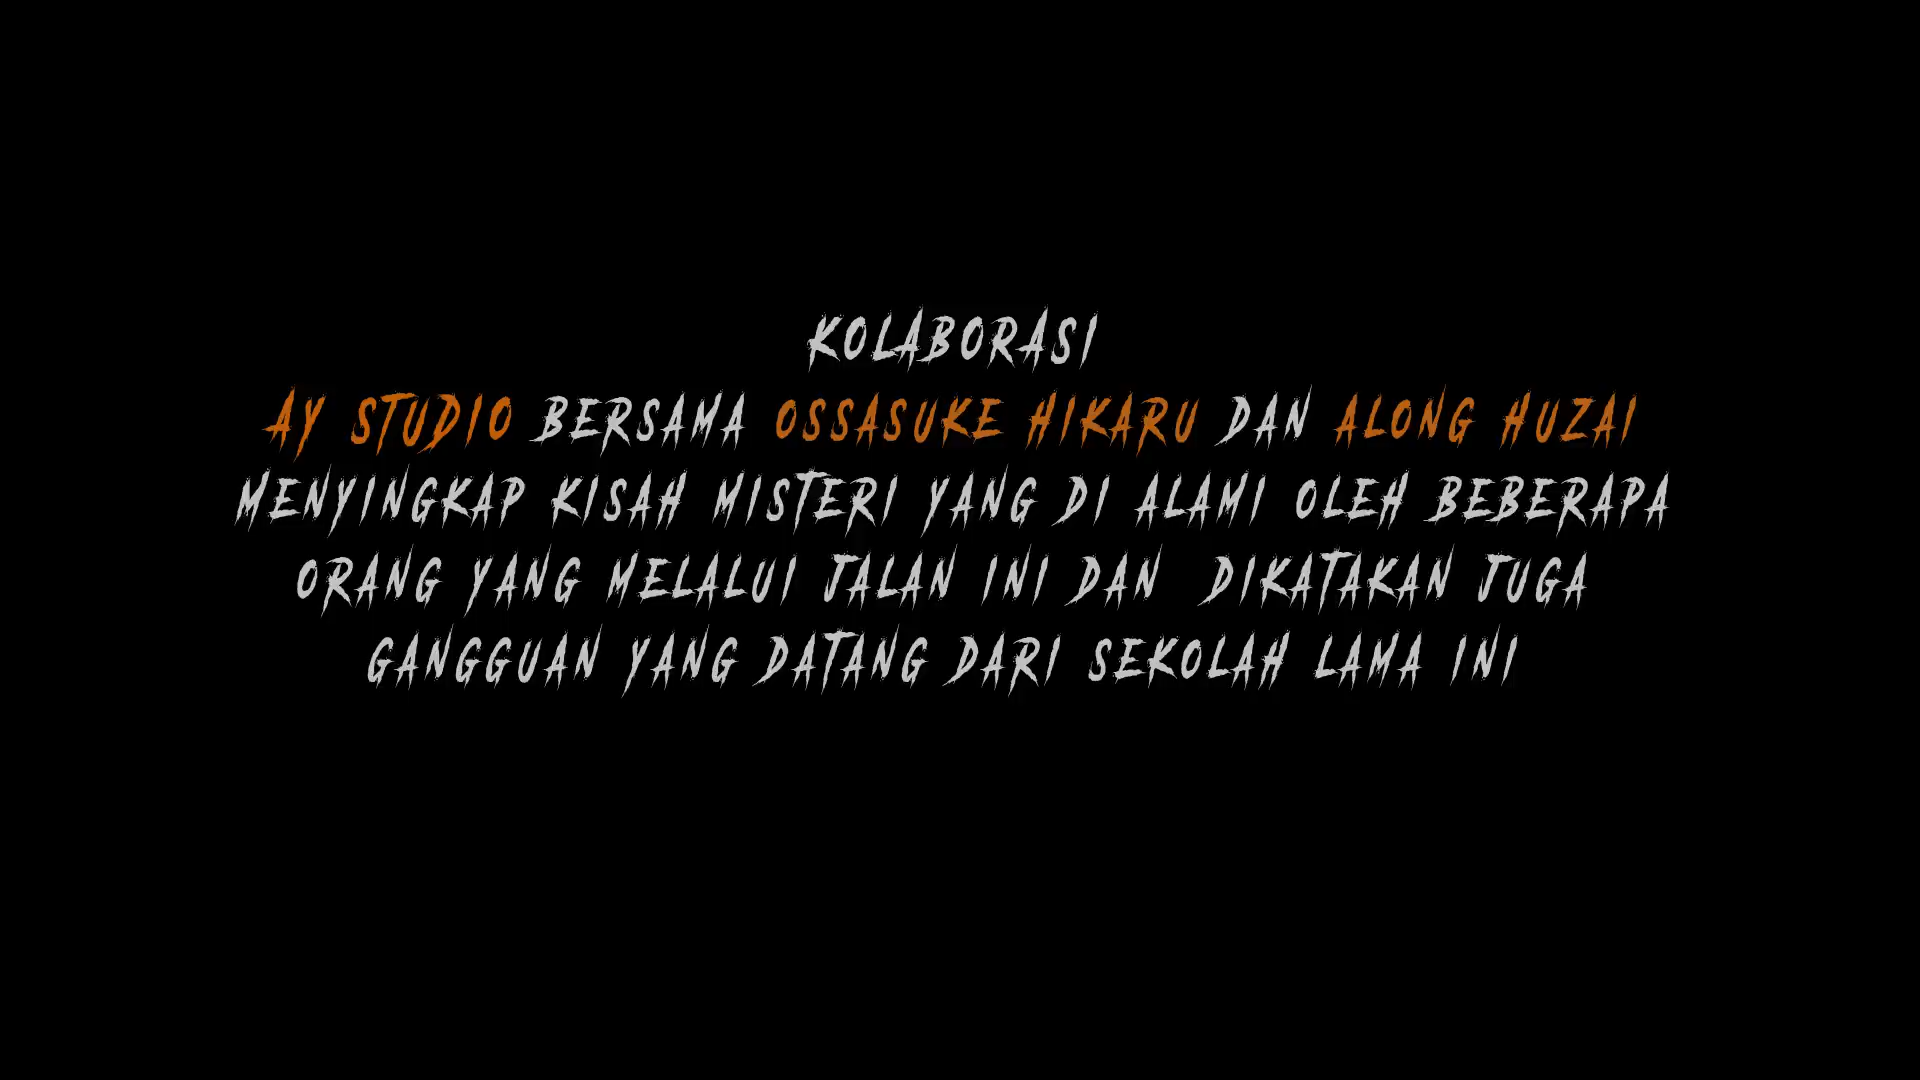 KOLABORASI
AY STUDIO BERSAMA OSSASUKE HIKARU DAN ALONG HUZAI
MENYINGKAP KISAH MISTERI YANG DI ALAMI OLEH BEBERAPA
ORANG YANG MELALUI JALAN INI DAN DIKATAKAN JUGA
GANGGUAN YANG DATANG DARI SEKOLAH LAMA INI